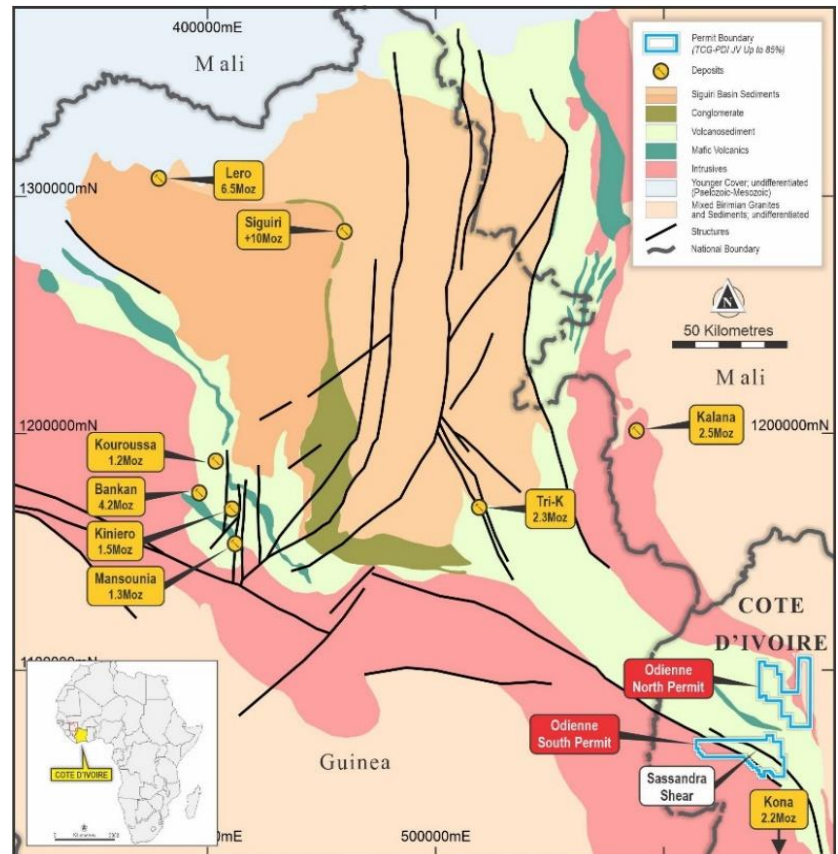 400000mE
Mali
Permit Boundary
(TCG-PDI JV Up to 85%)
Deposits
Siguiri Basin Sediments
Conglomerate
Volcanosediment
Mafic Volcanics
Intrusives
Younger Cover; undifferentiated
(Paelozoic-Mesozoic)
Mixed Birimian Granites
and Sediments; undifferentiated
Structures
National Boundary
Lero
6.5Moz
1300000mN
Siguiri
+10Moz
N
50 Kilometres
Mali
1200000mN
Kalana
2.5Moz
1200000mN
Kouroussa
1.2Moz
Bankan
4.2Moz
Kiniero
1.5Moz
Mansounia
1.3Moz
Tri-K
2.3Moz
COTE
D'IVOIRE
Odienne
North Permit
Odienne
South Permit
Guinea
Sassandra
Shear
Kona
2.2Moz
COTE D'IVOIRE
Kilometres
500000mE